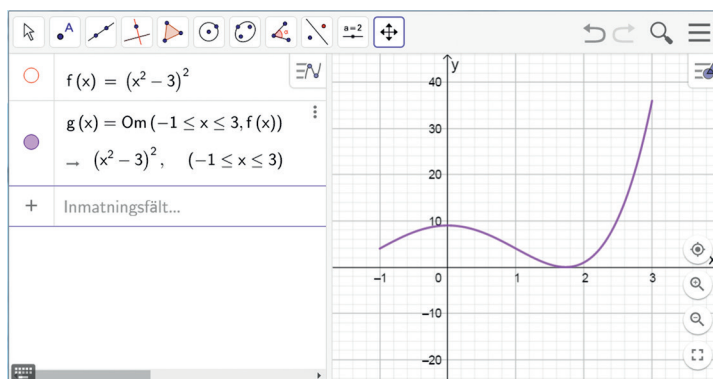 A
α
a=2
f(x) = (x² − 3)²
g(x) = Om(−1 ≤ x ≤ 3, f(x))
→ (x² − 3)², (−1 ≤ x ≤ 3)
+ Inmatningsfält...
y
40
30
20
10
−1 0 1 2 3
x
−10
−20